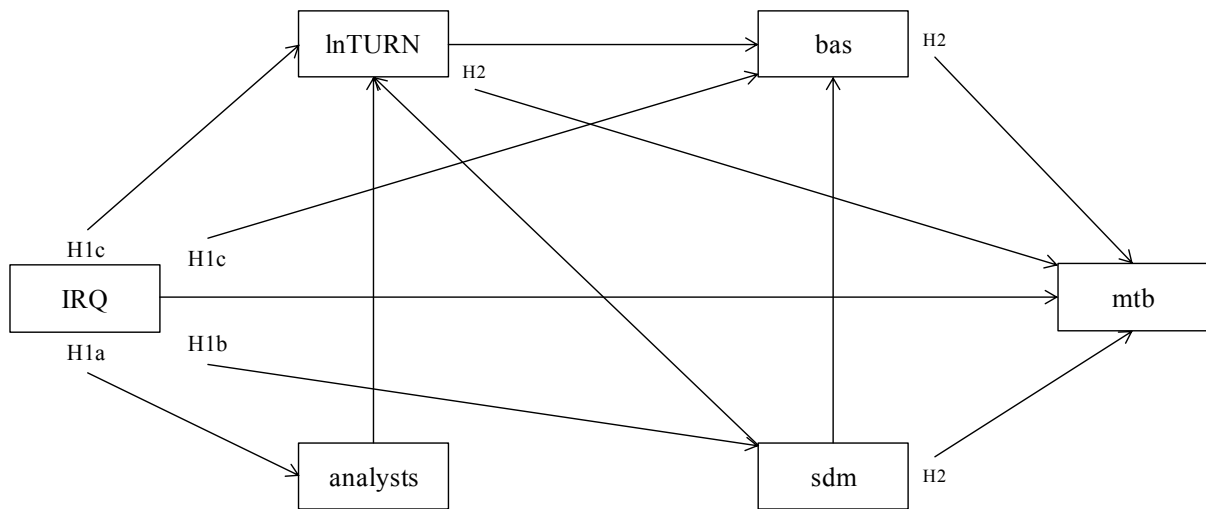 lnTURN
bas
H2
H2
H1c
H1c
IRQ
mtb
H1a
H1b
analysts
sdm
H2